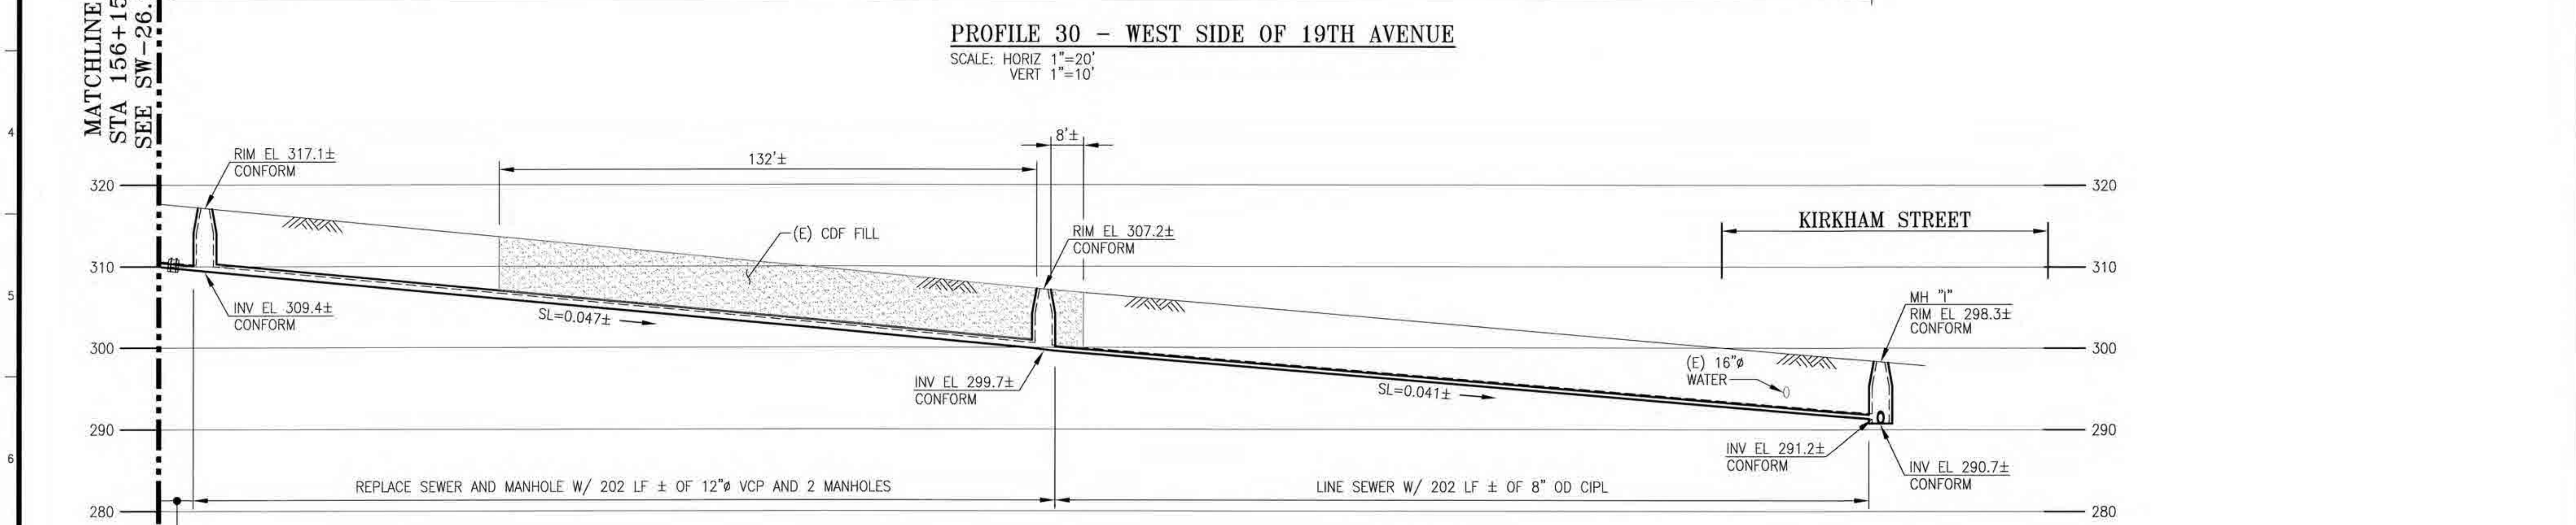 MATCHLINE
STA 156+15
SEE SW-26.
PROFILE 30 - WEST SIDE OF 19TH AVENUE
SCALE: HORIZ 1"=20'
VERT 1"=10'
4
5
6
320
310
300
290
280
320
310
300
290
280
RIM EL 317.1±
CONFORM
132'±
8'±
(E) CDF FILL
RIM EL 307.2±
CONFORM
KIRKHAM STREET
INV EL 309.4±
CONFORM
SL=0.047±
INV EL 299.7±
CONFORM
SL=0.041±
(E) 16"ø
WATER
MH "I"
RIM EL 298.3±
CONFORM
INV EL 291.2±
CONFORM
INV EL 290.7±
CONFORM
REPLACE SEWER AND MANHOLE W/ 202 LF ± OF 12"ø VCP AND 2 MANHOLES
LINE SEWER W/ 202 LF ± OF 8" OD CIPL